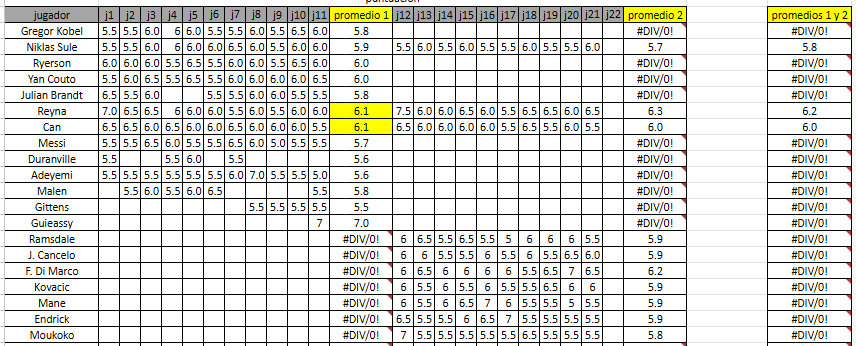 jugador j1 j2 j3 j4 j5 j6 j7 j8 j9 j10 j11 promedio 1 j12 j13 j14 j15 j16 j17 j18 j19 j20 j21 j22 promedio 2 promedios 1 y 2
Gregor Kobel 5.5 5.5 6.0 6 6.0 5.5 5.5 6.0 5.5 6.5 6.0 5.8 #DIV/0! #DIV/0!
Niklas Sule 5.5 5.5 6.0 6 6.0 6.0 6.5 6.0 5.5 6.0 6.0 5.9 5.5 6.0 5.5 6.0 5.5 5.5 6.0 5.5 5.5 6.0 5.7 5.8
Ryerson 6.0 6.0 6.0 5.5 5.5 6.5 6.0 5.5 6.5 6.5 6.0 6.0 #DIV/0! #DIV/0!
Yan Couto 5.5 6.0 6.5 5.5 6.5 5.5 6.0 6.0 6.0 6.0 6.5 6.0 #DIV/0! #DIV/0!
Julian Brandt 6.5 5.5 6.0 5.5 5.5 6.0 6.0 5.5 5.5 5.8 #DIV/0! #DIV/0!
Reyna 7.0 6.5 6.5 6 6.0 6.0 5.5 6.0 5.5 6.0 6.0 6.1 7.5 6.0 6.0 6.5 6.0 5.5 6.5 6.5 6.0 6.5 6.3 6.2
Can 6.5 6.5 6.0 6.5 6.0 6.0 6.0 6.0 6.0 6.0 5.5 6.1 6.5 6.0 6.0 6.0 6.0 5.5 6.5 5.5 6.0 5.5 6.0 6.0
Messi 5.5 5.5 6.5 6.0 5.5 5.5 6.5 6.0 5.0 5.5 5.5 5.7 #DIV/0! #DIV/0!
Duranville 5.5 5.5 6.0 5.5 5.6 #DIV/0! #DIV/0!
Adeyemi 5.5 5.5 5.5 5.5 5.5 5.5 6.0 7.0 5.5 5.5 5.0 5.6 #DIV/0! #DIV/0!
Malen 5.5 6.0 5.5 6.0 6.5 5.5 5.8 #DIV/0! #DIV/0!
Gittens 5.5 5.5 5.5 5.5 5.5 #DIV/0! #DIV/0!
Guieassy 7 7.0 #DIV/0! #DIV/0!
Ramsdale #DIV/0! 6 6.5 5.5 6.5 5.5 5 6 6 6 5.5 5.9 #DIV/0!
J. Cancelo #DIV/0! 6 6 5.5 5.5 6 5.5 6 5.5 6.5 6.0 5.9 #DIV/0!
F. Di Marco #DIV/0! 6 6.5 6 6 6 6 5.5 6.5 7 6.5 6.2 #DIV/0!
Kovacic #DIV/0! 6 5.5 6 6 5.5 5.5 5.5 6.5 6 6 5.9 #DIV/0!
Mane #DIV/0! 6 5.5 6 6.5 7 6 5.5 5 5.5 5.5 5.9 #DIV/0!
Endrick #DIV/0! 6.5 5.5 5.5 6 6.5 7 5.5 5.5 5.5 5.5 5.9 #DIV/0!
Moukoko #DIV/0! 7 5.5 5.5 5.5 5.5 5.5 6.5 5.5 5.5 5.5 5.8 #DIV/0!